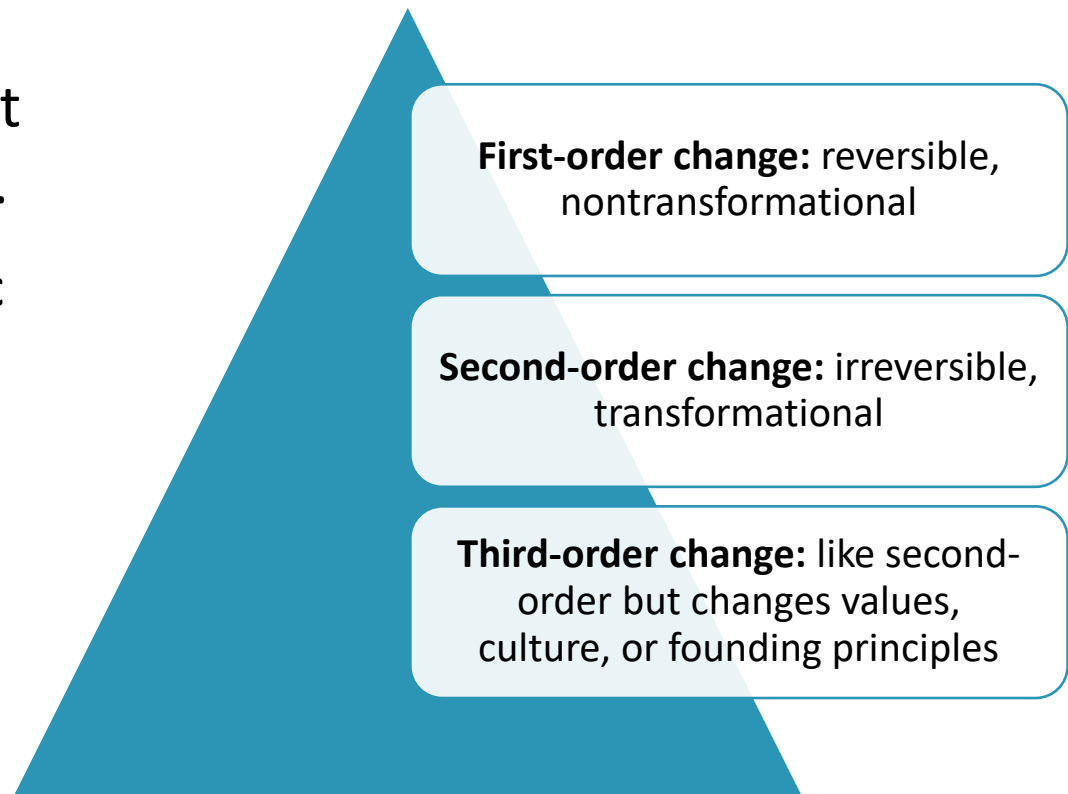 t
.
First-order change: reversible,
nontransformational
Second-order change: irreversible,
transformational
Third-order change: like second-
order but changes values,
culture, or founding principles